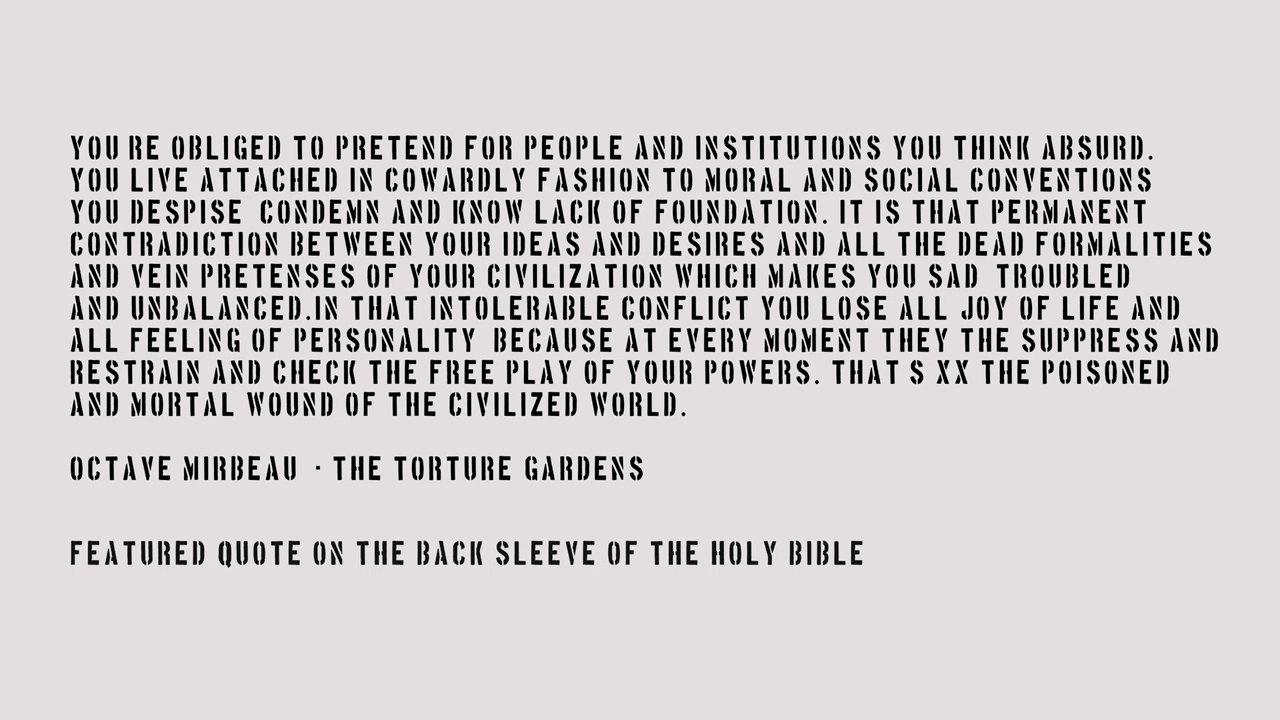 YOU RE OBLIGED TO PRETEND FOR PEOPLE AND INSTITUTIONS YOU THINK ABSURD.
YOU LIVE ATTACHED IN COWARDLY FASHION TO MORAL AND SOCIAL CONVENTIONS
YOU DESPISE CONDEMN AND KNOW LACK OF FOUNDATION. IT IS THAT PERMANENT
CONTRADICTION BETWEEN YOUR IDEAS AND DESIRES AND ALL THE DEAD FORMALITIES
AND VEIN PRETENSES OF YOUR CIVILIZATION WHICH MAKES YOU SAD TROUBLED
AND UNBALANCED.IN THAT INTOLERABLE CONFLICT YOU LOSE ALL JOY OF LIFE AND
ALL FEELING OF PERSONALITY BECAUSE AT EVERY MOMENT THEY THE SUPPRESS AND
RESTRAIN AND CHECK THE FREE PLAY OF YOUR POWERS. THAT S XX THE POISONED
AND MORTAL WOUND OF THE CIVILIZED WORLD.
OCTAVE MIRBEAU · THE TORTURE GARDENS
FEATURED QUOTE ON THE BACK SLEEVE OF THE HOLY BIBLE